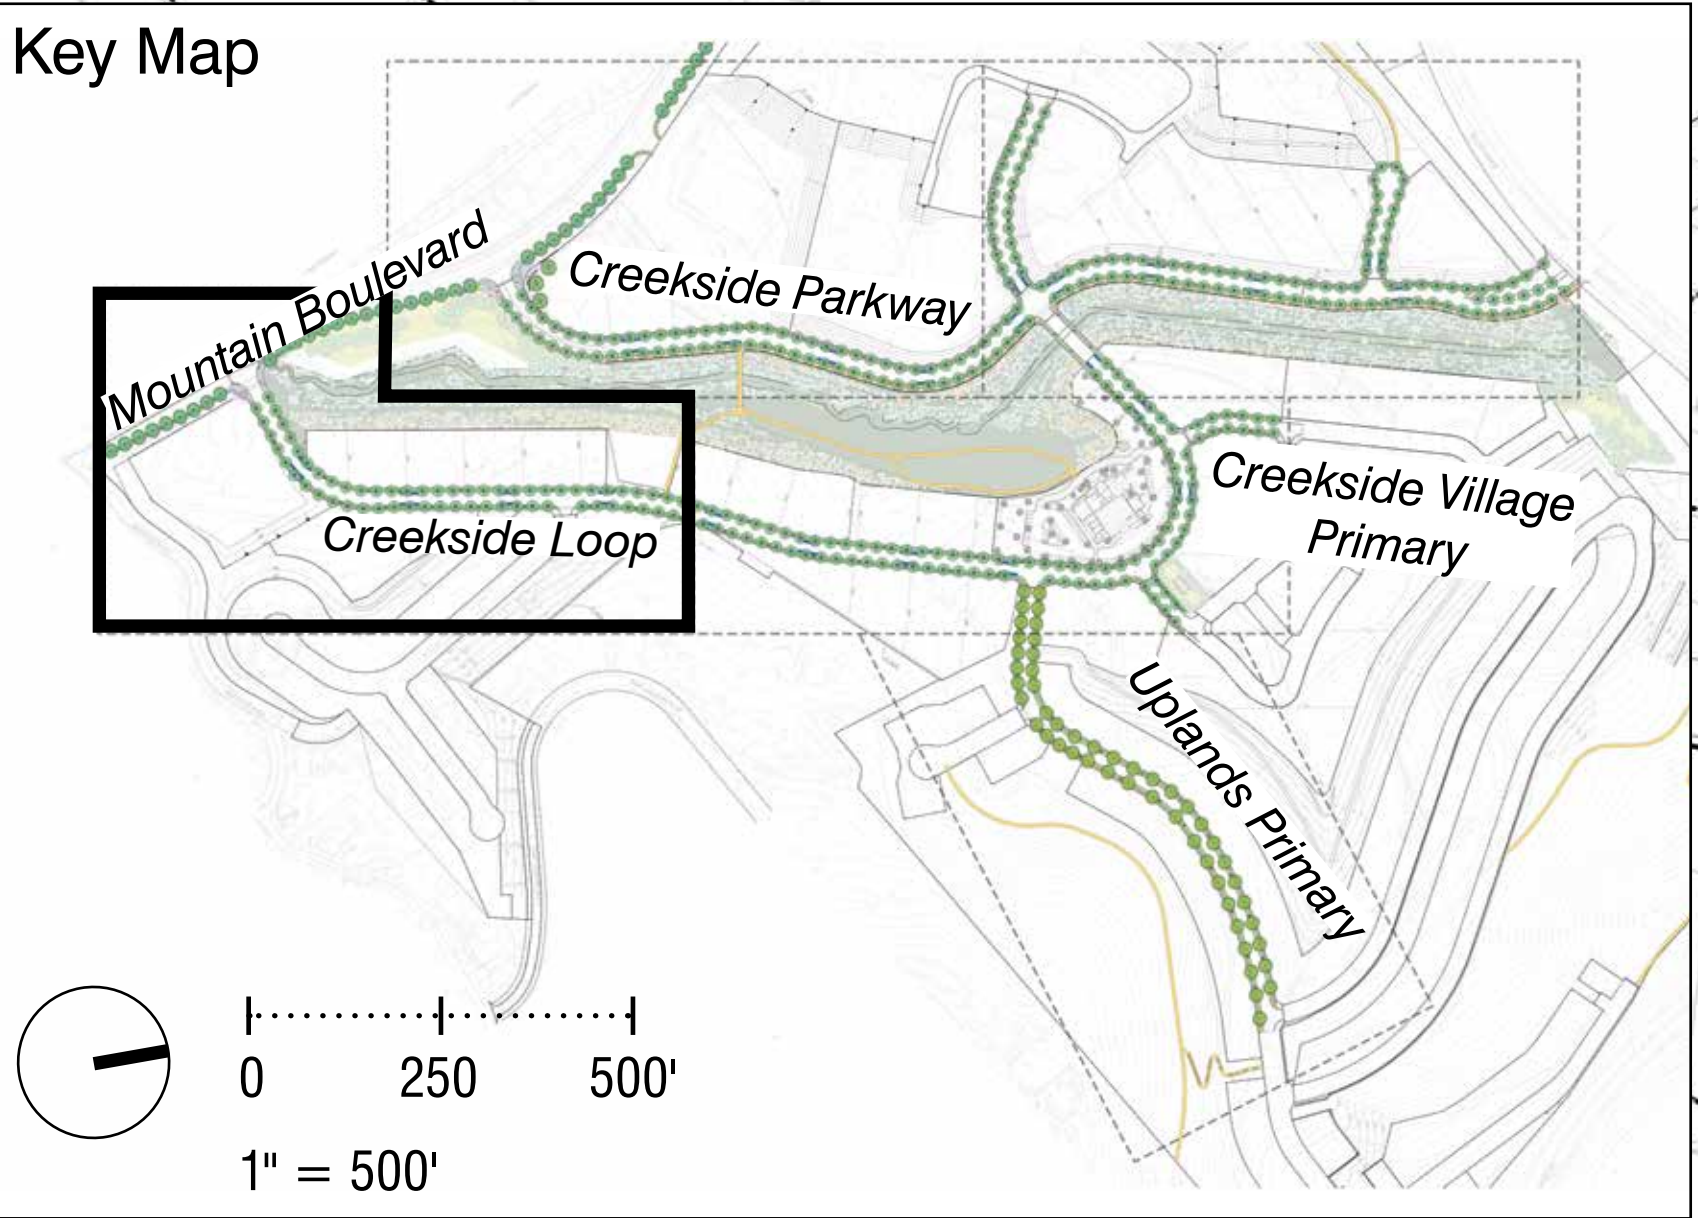 Key Map
Mountain Boulevard
Creekside Parkway
Creekside Village
Primary
Creekside Loop
Uplands Primary
0 250 500'
1" = 500'